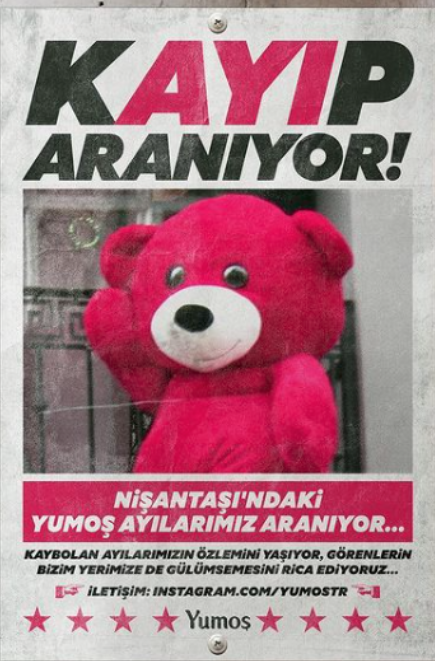 KAYIP
ARANIYOR!
NİŞANTAŞI'NDAKİ
YUMOŞ AYILARIMIZ ARANIYOR...
KAYBOLAN AYILARIMIZIN ÖZLEMİNİ YAŞIYOR, GÖRENLERİN
BİZİM YERİMİZE DE GÜLÜMSEMESİNİ RİCA EDİYORUZ...
İLETİŞİM: INSTAGRAM.COM/YUMOSTR
Yumoş